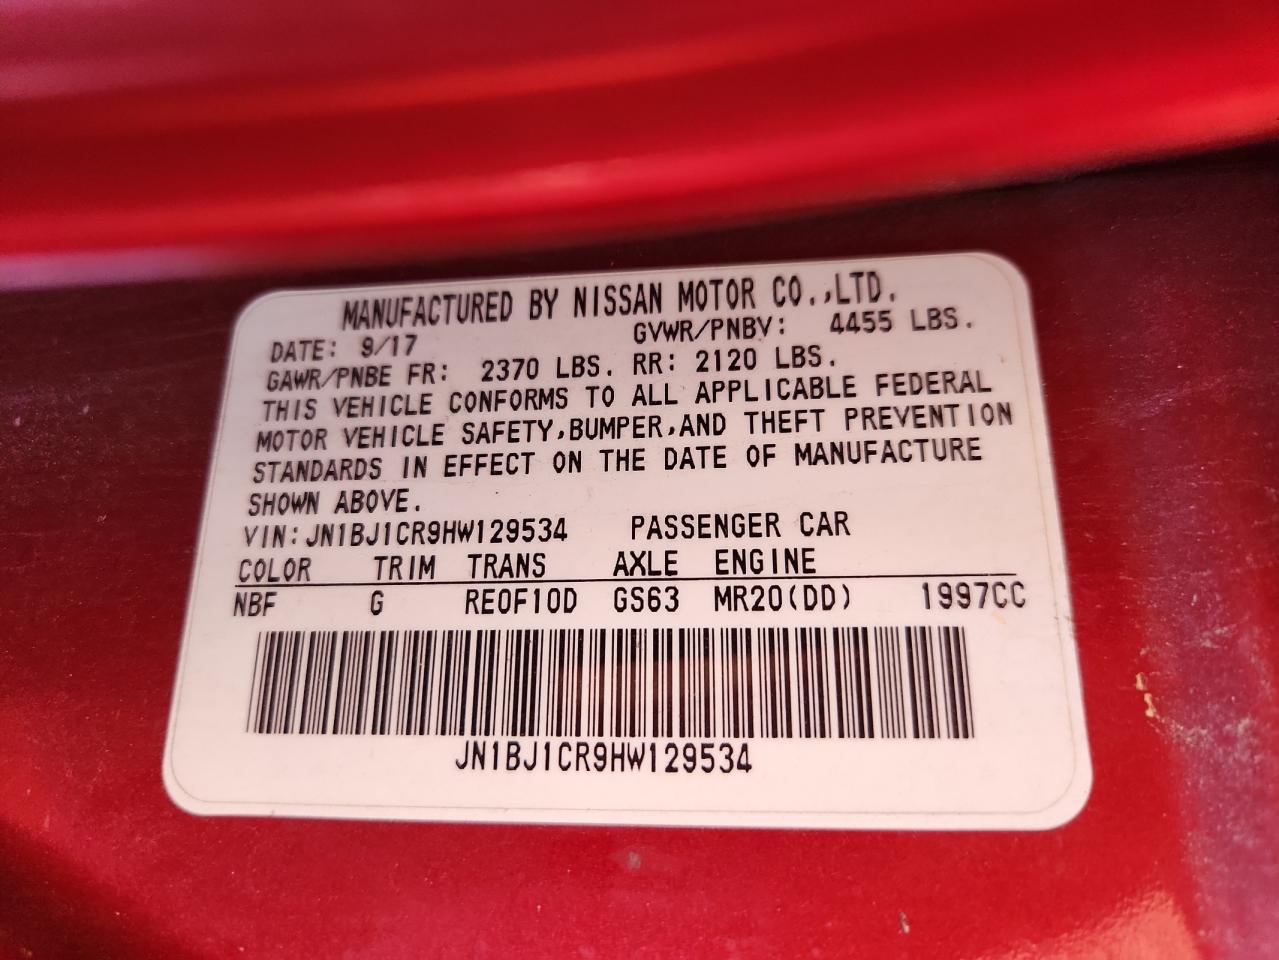 MANUFACTURED BY NISSAN MOTOR CO.,LTD.
DATE: 9/17 GVWR/PNBV: 4455 LBS.
GAWR/PNBE FR: 2370 LBS. RR: 2120 LBS.
THIS VEHICLE CONFORMS TO ALL APPLICABLE FEDERAL
MOTOR VEHICLE SAFETY,BUMPER,AND THEFT PREVENTION
STANDARDS IN EFFECT ON THE DATE OF MANUFACTURE
SHOWN ABOVE.
VIN:JN1BJ1CR9HW129534 PASSENGER CAR
COLOR TRIM TRANS AXLE ENGINE
NBF G RE0F10D GS63 MR20(DD) 1997CC
JN1BJ1CR9HW129534